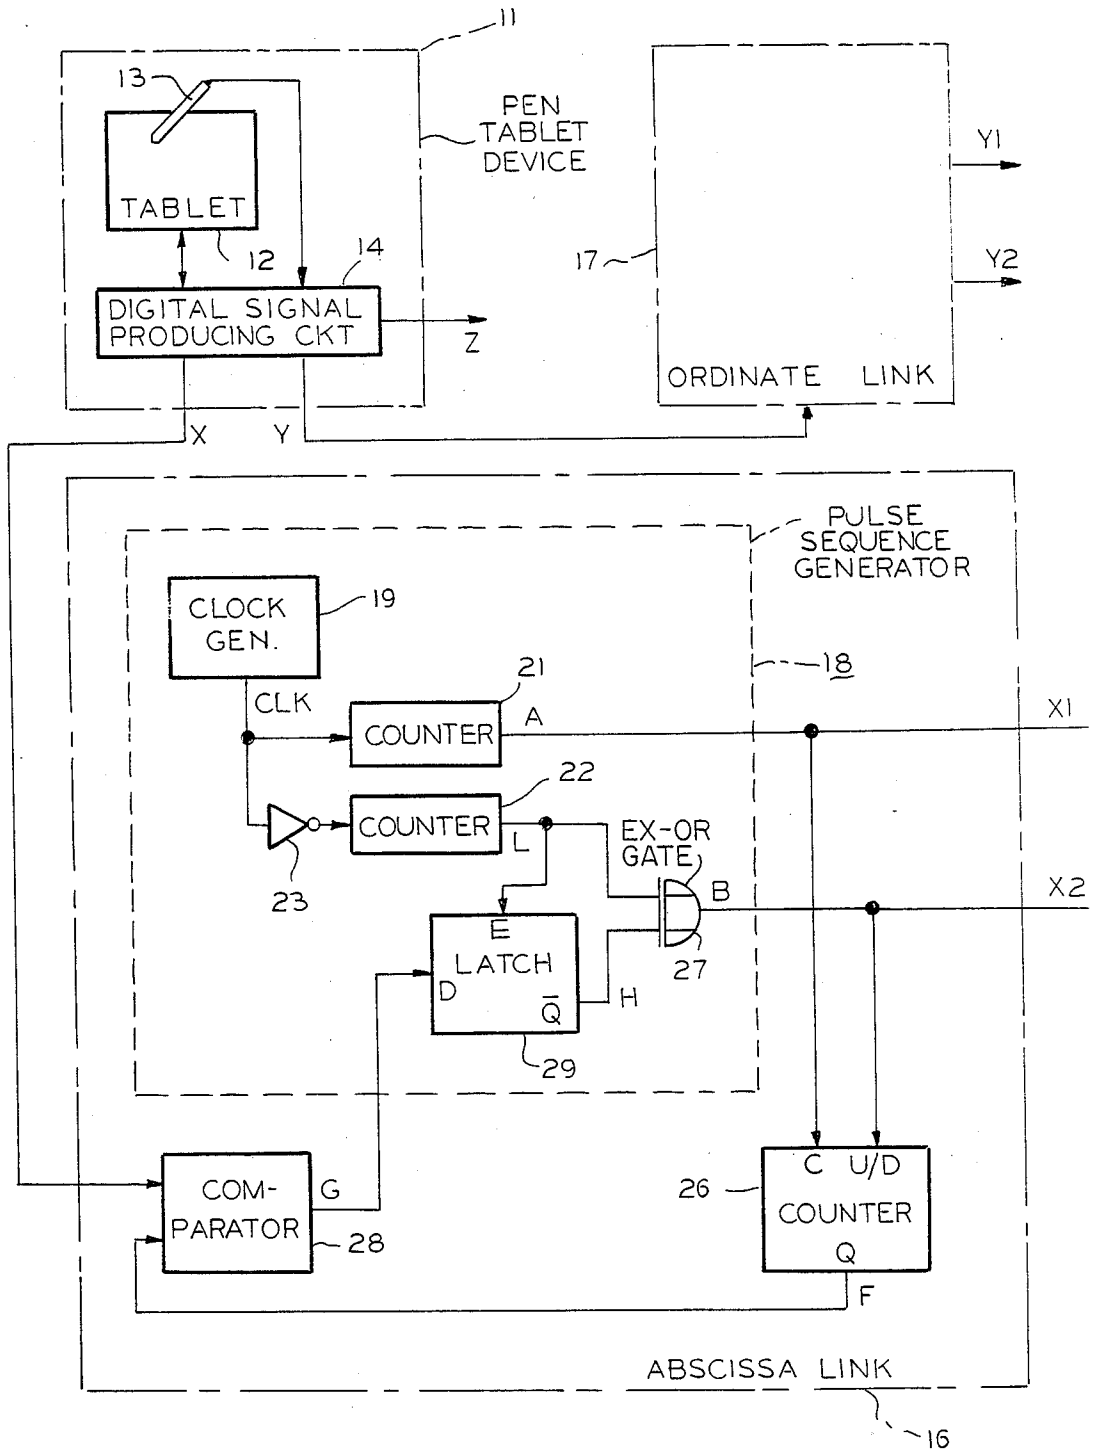 11
13
PEN
TABLET
DEVICE
TABLET
12
14
DIGITAL SIGNAL
PRODUCING CKT
Z
X
Y
Y1
17
Y2
ORDINATE LINK
PULSE
SEQUENCE
GENERATOR
CLOCK
GEN.
19
18
CLK
21
A
COUNTER
X1
22
COUNTER
L
23
EX-OR
GATE
B
X2
27
E
LATCH
D
Q̅
H
29
C U/D
26
COUNTER
Q
F
COM-
PARATOR
G
28
ABSCISSA LINK
16